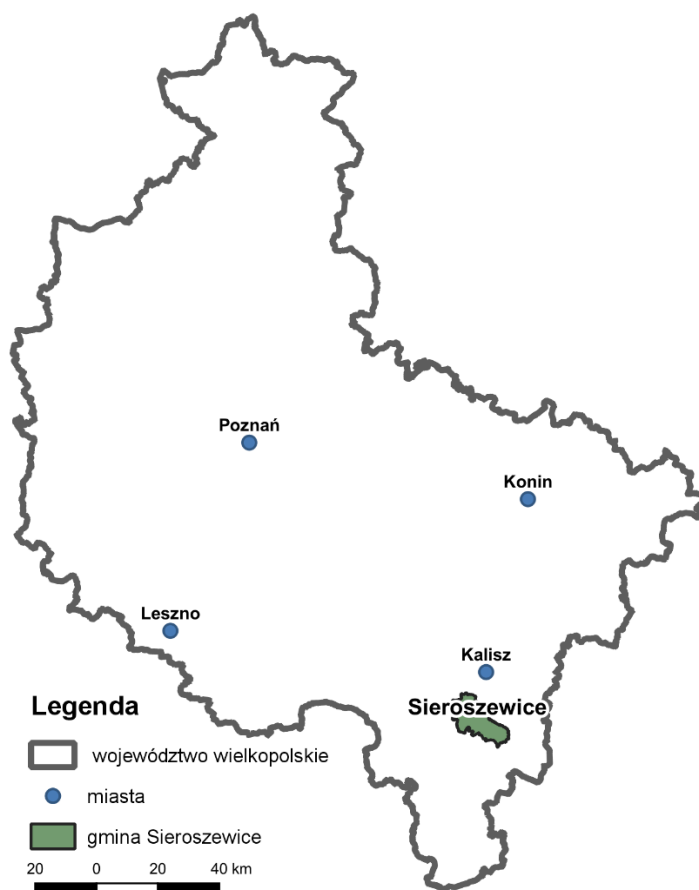 Poznań
Konin
Leszno
Kalisz
Sieroszewice
Legenda
województwo wielkopolskie
miasta
gmina Sieroszewice
20 0 20 40 km